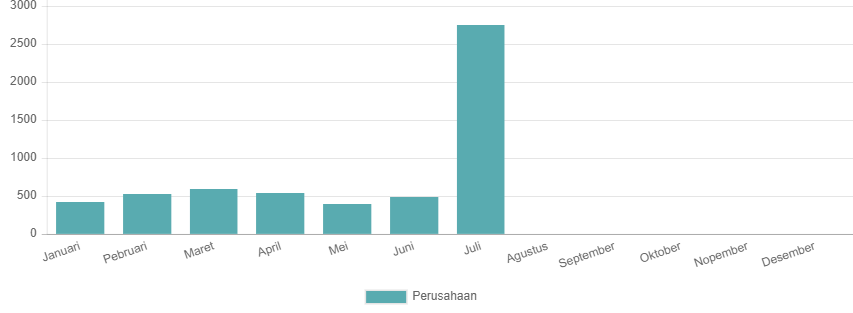 3000
2500
2000
1500
1000
500
0
Januari
Pebruari
Maret
April
Mei
Juni
Juli
Agustus
September
Oktober
Nopember
Desember
Perusahaan